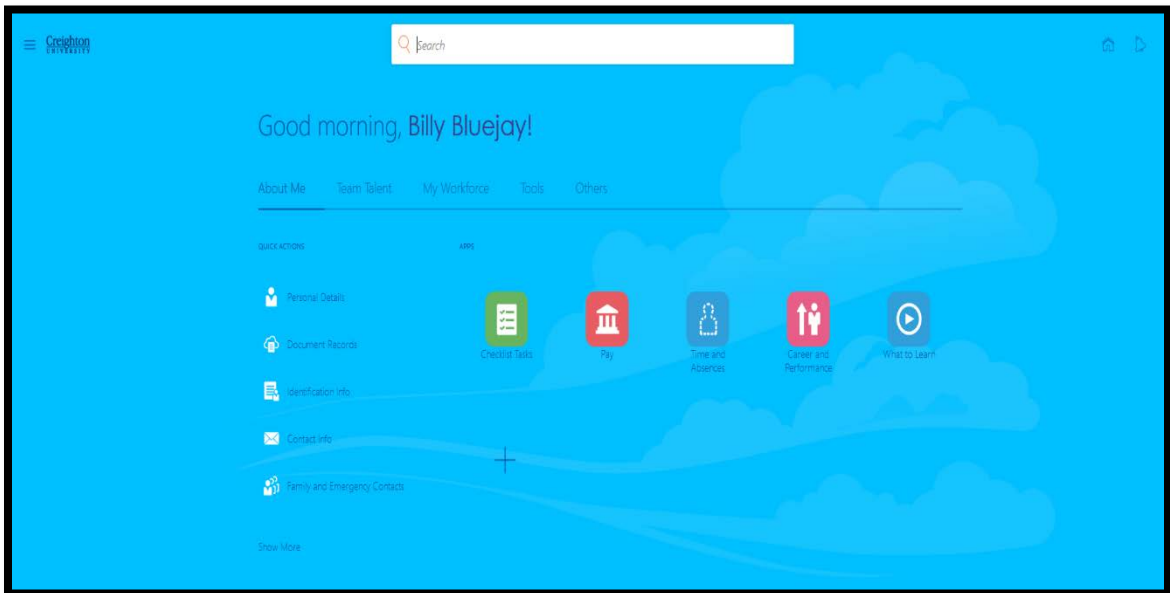 Creighton
UNIVERSITY
Search
Good morning, Billy Bluejay!
About Me Team Talent My Workforce Tools Others
QUICK ACTIONS
APPS
Personal Details
Document Records
Identification Info
Contact Info
Family and Emergency Contacts
Show More
Checklist Tasks
Pay
Time and
Absences
Career and
Performance
What to Learn